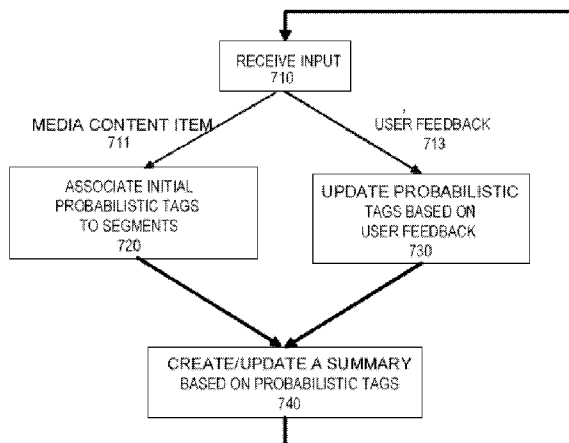 RECEIVE INPUT
710
MEDIA CONTENT ITEM
711
USER FEEDBACK
713
ASSOCIATE INITIAL
PROBABILISTIC TAGS
TO SEGMENTS
720
UPDATE PROBABILISTIC
TAGS BASED ON
USER FEEDBACK
730
CREATE/UPDATE A SUMMARY
BASED ON PROBABILISTIC TAGS
740